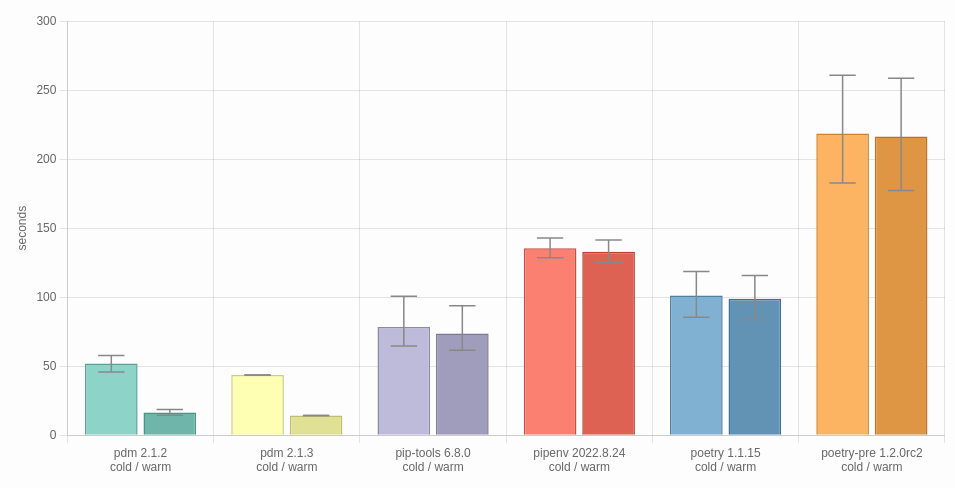 300
250
200
150
100
50
0
seconds
pdm 2.1.2
cold / warm
pdm 2.1.3
cold / warm
pip-tools 6.8.0
cold / warm
pipenv 2022.8.24
cold / warm
poetry 1.1.15
cold / warm
poetry-pre 1.2.0rc2
cold / warm